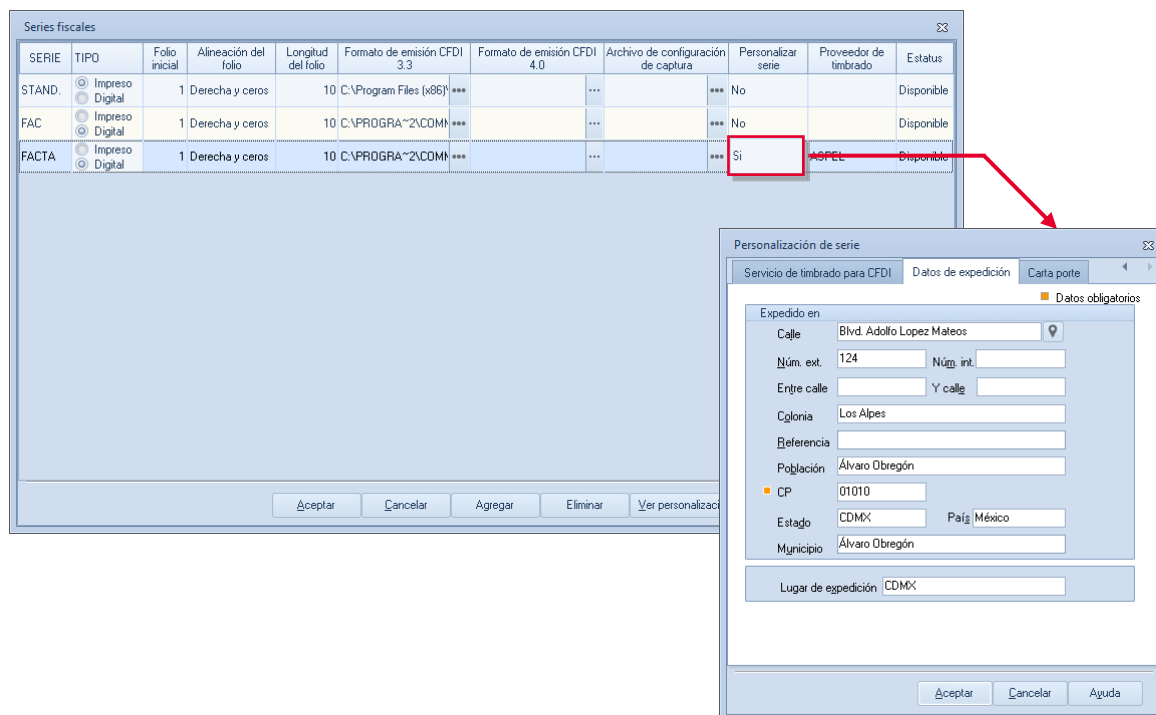 Series fiscales
SERIE TIPO Folio inicial Alineación del folio Longitud del folio Formato de emisión CFDI 3.3 Formato de emisión CFDI 4.0 Archivo de configuración de captura Personalizar serie Proveedor de timbrado Estatus
STAND. Impreso Digital 1 Derecha y ceros 10 C:\Program Files (x86)\ ... ... ... No Disponible
FAC Impreso Digital 1 Derecha y ceros 10 C:\PROGRA~2\COMM ... ... ... No Disponible
FACTA Impreso Digital 1 Derecha y ceros 10 C:\PROGRA~2\COMM ... ... ... Si ASPEL Disponible
Aceptar Cancelar Agregar Eliminar Ver personalizaci
Personalización de serie
Servicio de timbrado para CFDI Datos de expedición Carta porte
Datos obligatorios
Expedido en
Calle Blvd. Adolfo Lopez Mateos
Núm. ext. 124 Núm. int.
Entre calle Y calle
Colonia Los Alpes
Referencia
Población Álvaro Obregón
CP 01010
Estado CDMX País México
Municipio Álvaro Obregón
Lugar de expedición CDMX
Aceptar Cancelar Ayuda